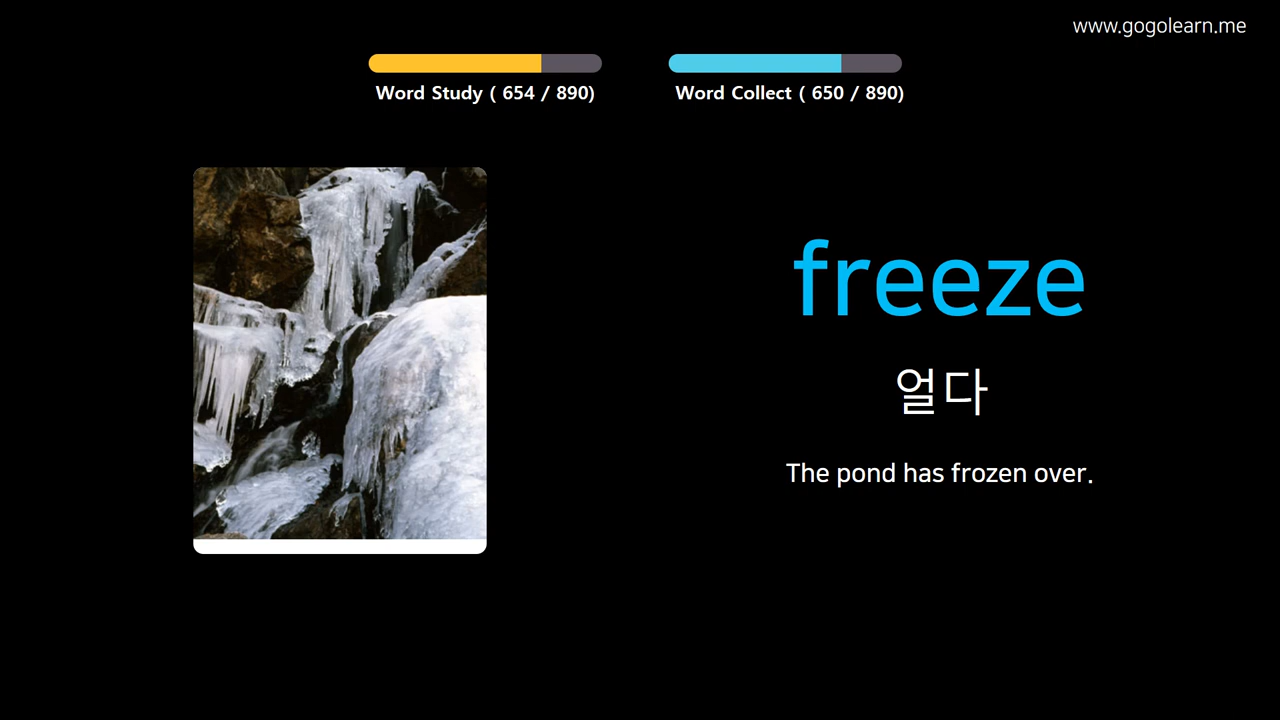 www.gogolearn.me
Word Study ( 654 / 890)
Word Collect ( 650 / 890)
freeze
얼다
The pond has frozen over.